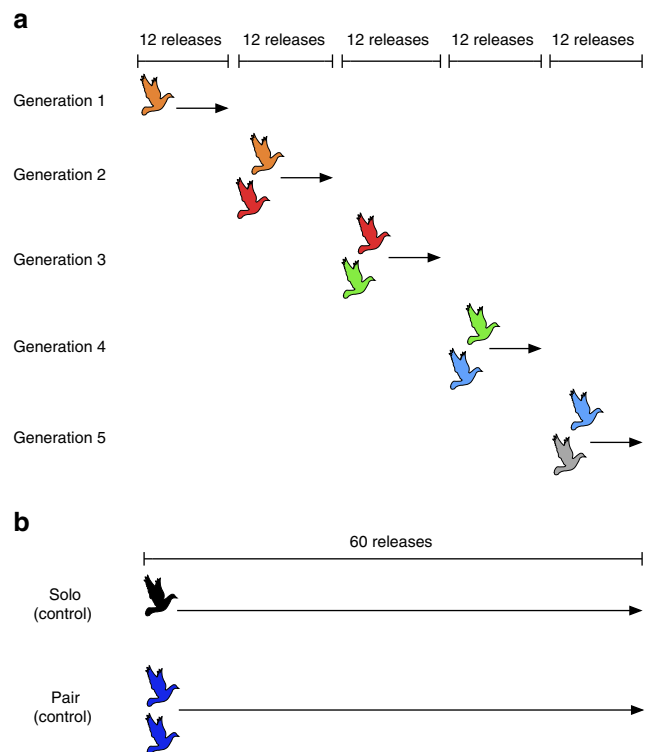 a
12 releases 12 releases 12 releases 12 releases 12 releases
Generation 1
Generation 2
Generation 3
Generation 4
Generation 5
b
60 releases
Solo
(control)
Pair
(control)